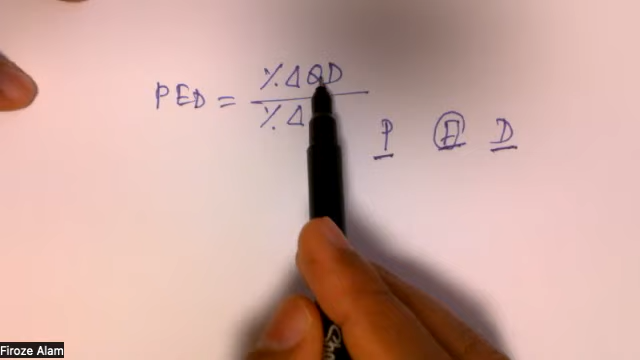 PED = %ΔQD
%Δ
P E D
Firoze Alam